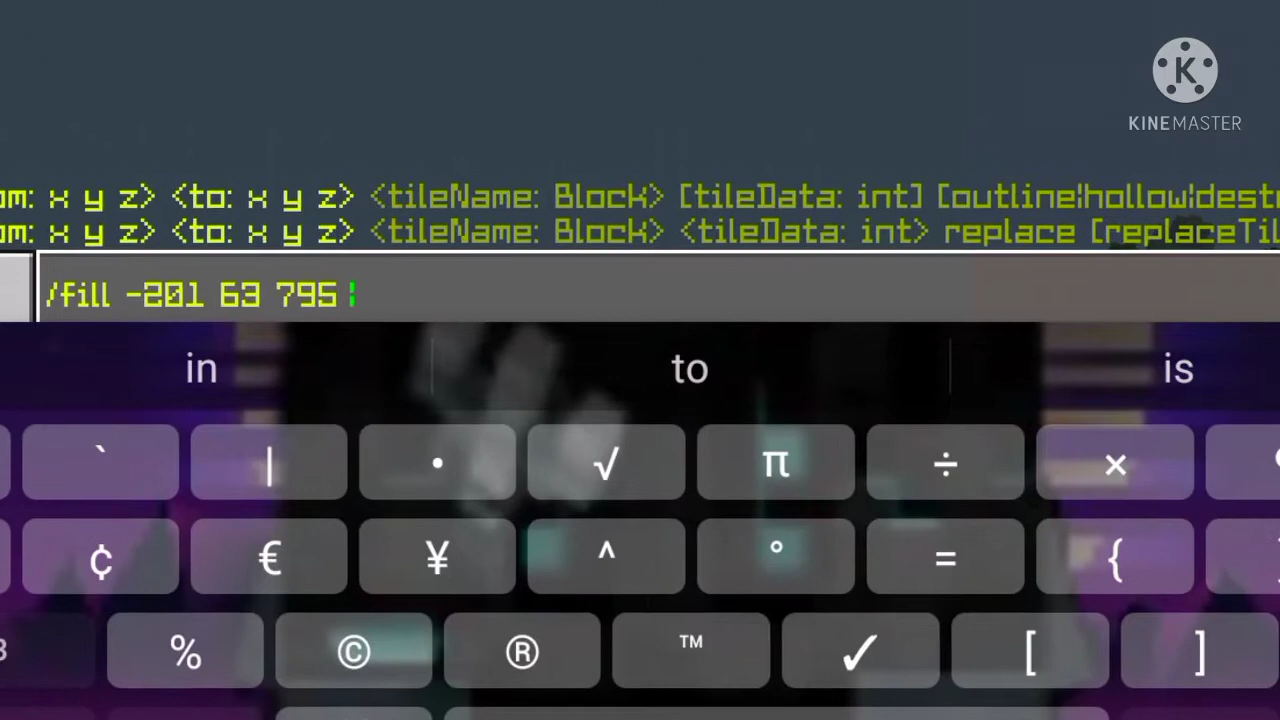 K
KINEMASTER
om: x y z> <to: x y z> <tileName: Block> [tileData: int] [outline¦hollow¦dest
om: x y z> <to: x y z> <tileName: Block> <tileData: int> replace [replaceTil
/fill -201 63 795
in to is
` | • √ π ÷ ×
¢ € ¥ ^ ° = {
% © ® ™ ✓ [ ]